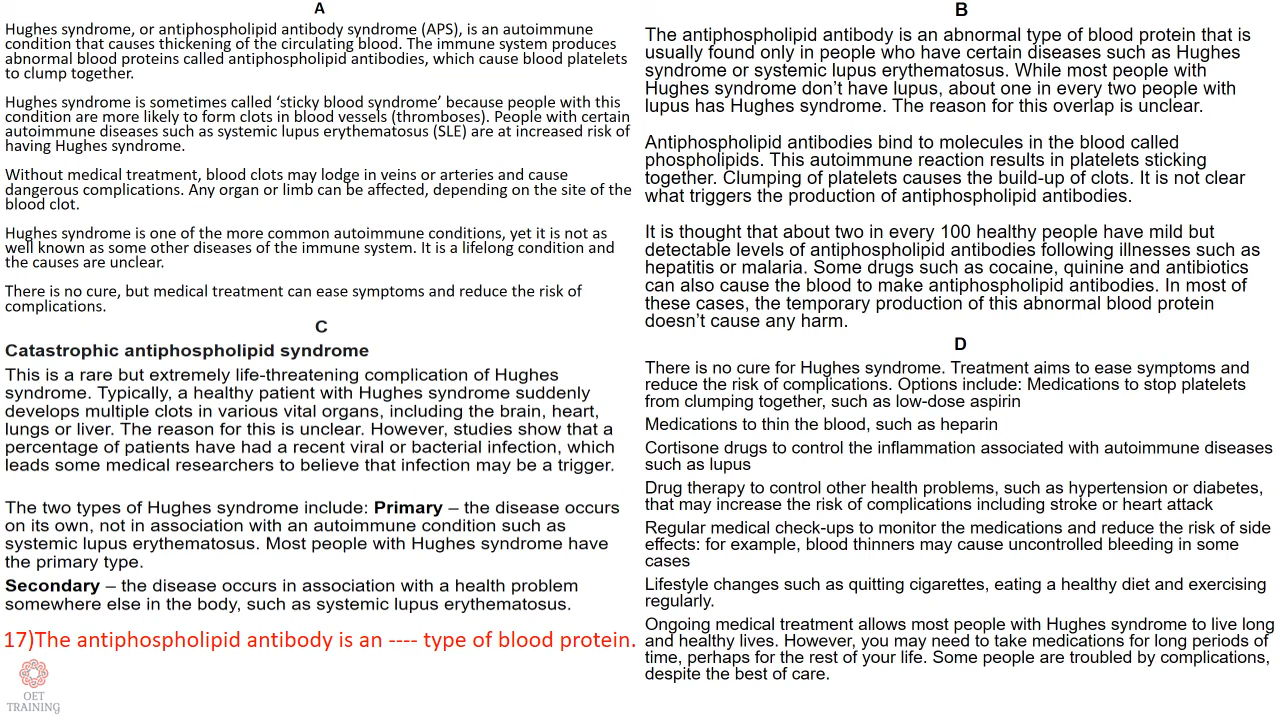 A
Hughes syndrome, or antiphospholipid antibody syndrome (APS), is an autoimmune
condition that causes thickening of the circulating blood. The immune system produces
abnormal blood proteins called antiphospholipid antibodies, which cause blood platelets
to clump together.
Hughes syndrome is sometimes called ‘sticky blood syndrome’ because people with this
condition are more likely to form clots in blood vessels (thromboses). People with certain
autoimmune diseases such as systemic lupus erythematosus (SLE) are at increased risk of
having Hughes syndrome.
Without medical treatment, blood clots may lodge in veins or arteries and cause
dangerous complications. Any organ or limb can be affected, depending on the site of the
blood clot.
Hughes syndrome is one of the more common autoimmune conditions, yet it is not as
well known as some other diseases of the immune system. It is a lifelong condition and
the causes are unclear.
There is no cure, but medical treatment can ease symptoms and reduce the risk of
complications.
B
The antiphospholipid antibody is an abnormal type of blood protein that is
usually found only in people who have certain diseases such as Hughes
syndrome or systemic lupus erythematosus. While most people with
Hughes syndrome don’t have lupus, about one in every two people with
lupus has Hughes syndrome. The reason for this overlap is unclear.
Antiphospholipid antibodies bind to molecules in the blood called
phospholipids. This autoimmune reaction results in platelets sticking
together. Clumping of platelets causes the build-up of clots. It is not clear
what triggers the production of antiphospholipid antibodies.
It is thought that about two in every 100 healthy people have mild but
detectable levels of antiphospholipid antibodies following illnesses such as
hepatitis or malaria. Some drugs such as cocaine, quinine and antibiotics
can also cause the blood to make antiphospholipid antibodies. In most of
these cases, the temporary production of this abnormal blood protein
doesn’t cause any harm.
C
Catastrophic antiphospholipid syndrome
This is a rare but extremely life-threatening complication of Hughes
syndrome. Typically, a healthy patient with Hughes syndrome suddenly
develops multiple clots in various vital organs, including the brain, heart,
lungs or liver. The reason for this is unclear. However, studies show that a
percentage of patients have had a recent viral or bacterial infection, which
leads some medical researchers to believe that infection may be a trigger.
The two types of Hughes syndrome include: Primary – the disease occurs
on its own, not in association with an autoimmune condition such as
systemic lupus erythematosus. Most people with Hughes syndrome have
the primary type.
Secondary – the disease occurs in association with a health problem
somewhere else in the body, such as systemic lupus erythematosus.
17)The antiphospholipid antibody is an ---- type of blood protein.
OET
TRAINING
D
There is no cure for Hughes syndrome. Treatment aims to ease symptoms and
reduce the risk of complications. Options include: Medications to stop platelets
from clumping together, such as low-dose aspirin
Medications to thin the blood, such as heparin
Cortisone drugs to control the inflammation associated with autoimmune diseases
such as lupus
Drug therapy to control other health problems, such as hypertension or diabetes,
that may increase the risk of complications including stroke or heart attack
Regular medical check-ups to monitor the medications and reduce the risk of side
effects: for example, blood thinners may cause uncontrolled bleeding in some
cases
Lifestyle changes such as quitting cigarettes, eating a healthy diet and exercising
regularly.
Ongoing medical treatment allows most people with Hughes syndrome to live long
and healthy lives. However, you may need to take medications for long periods of
time, perhaps for the rest of your life. Some people are troubled by complications,
despite the best of care.